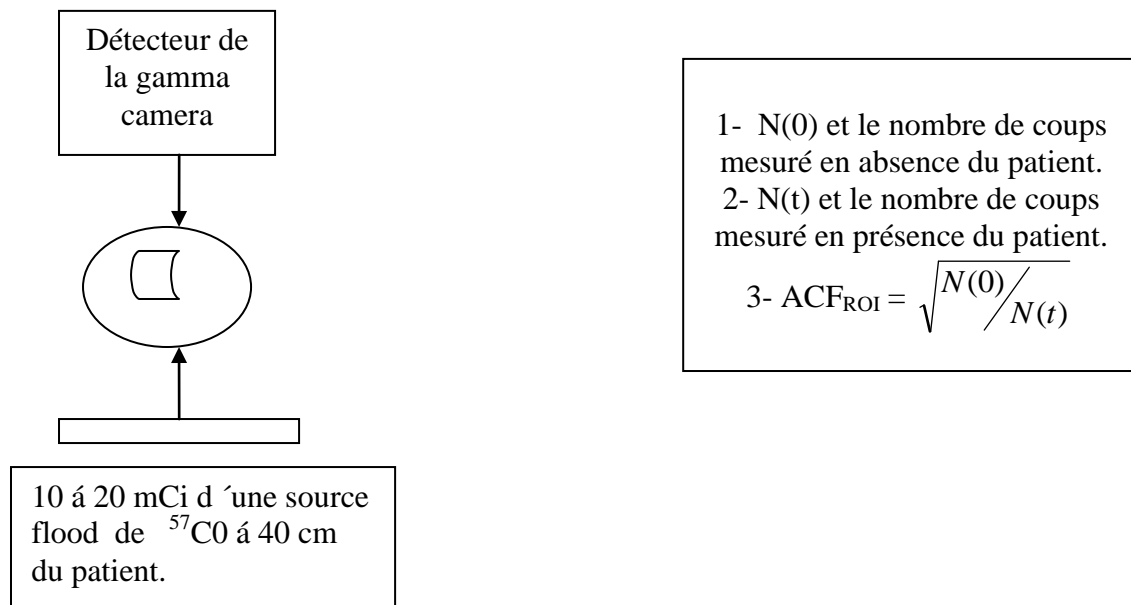 Détecteur de
la gamma
camera
1- N(0) et le nombre de coups
mesuré en absence du patient.
2- N(t) et le nombre de coups
mesuré en présence du patient.
3- ACF_ROI = √(N(0)/N(t))
10 á 20 mCi d ´une source
flood de ⁵⁷C0 á 40 cm
du patient.